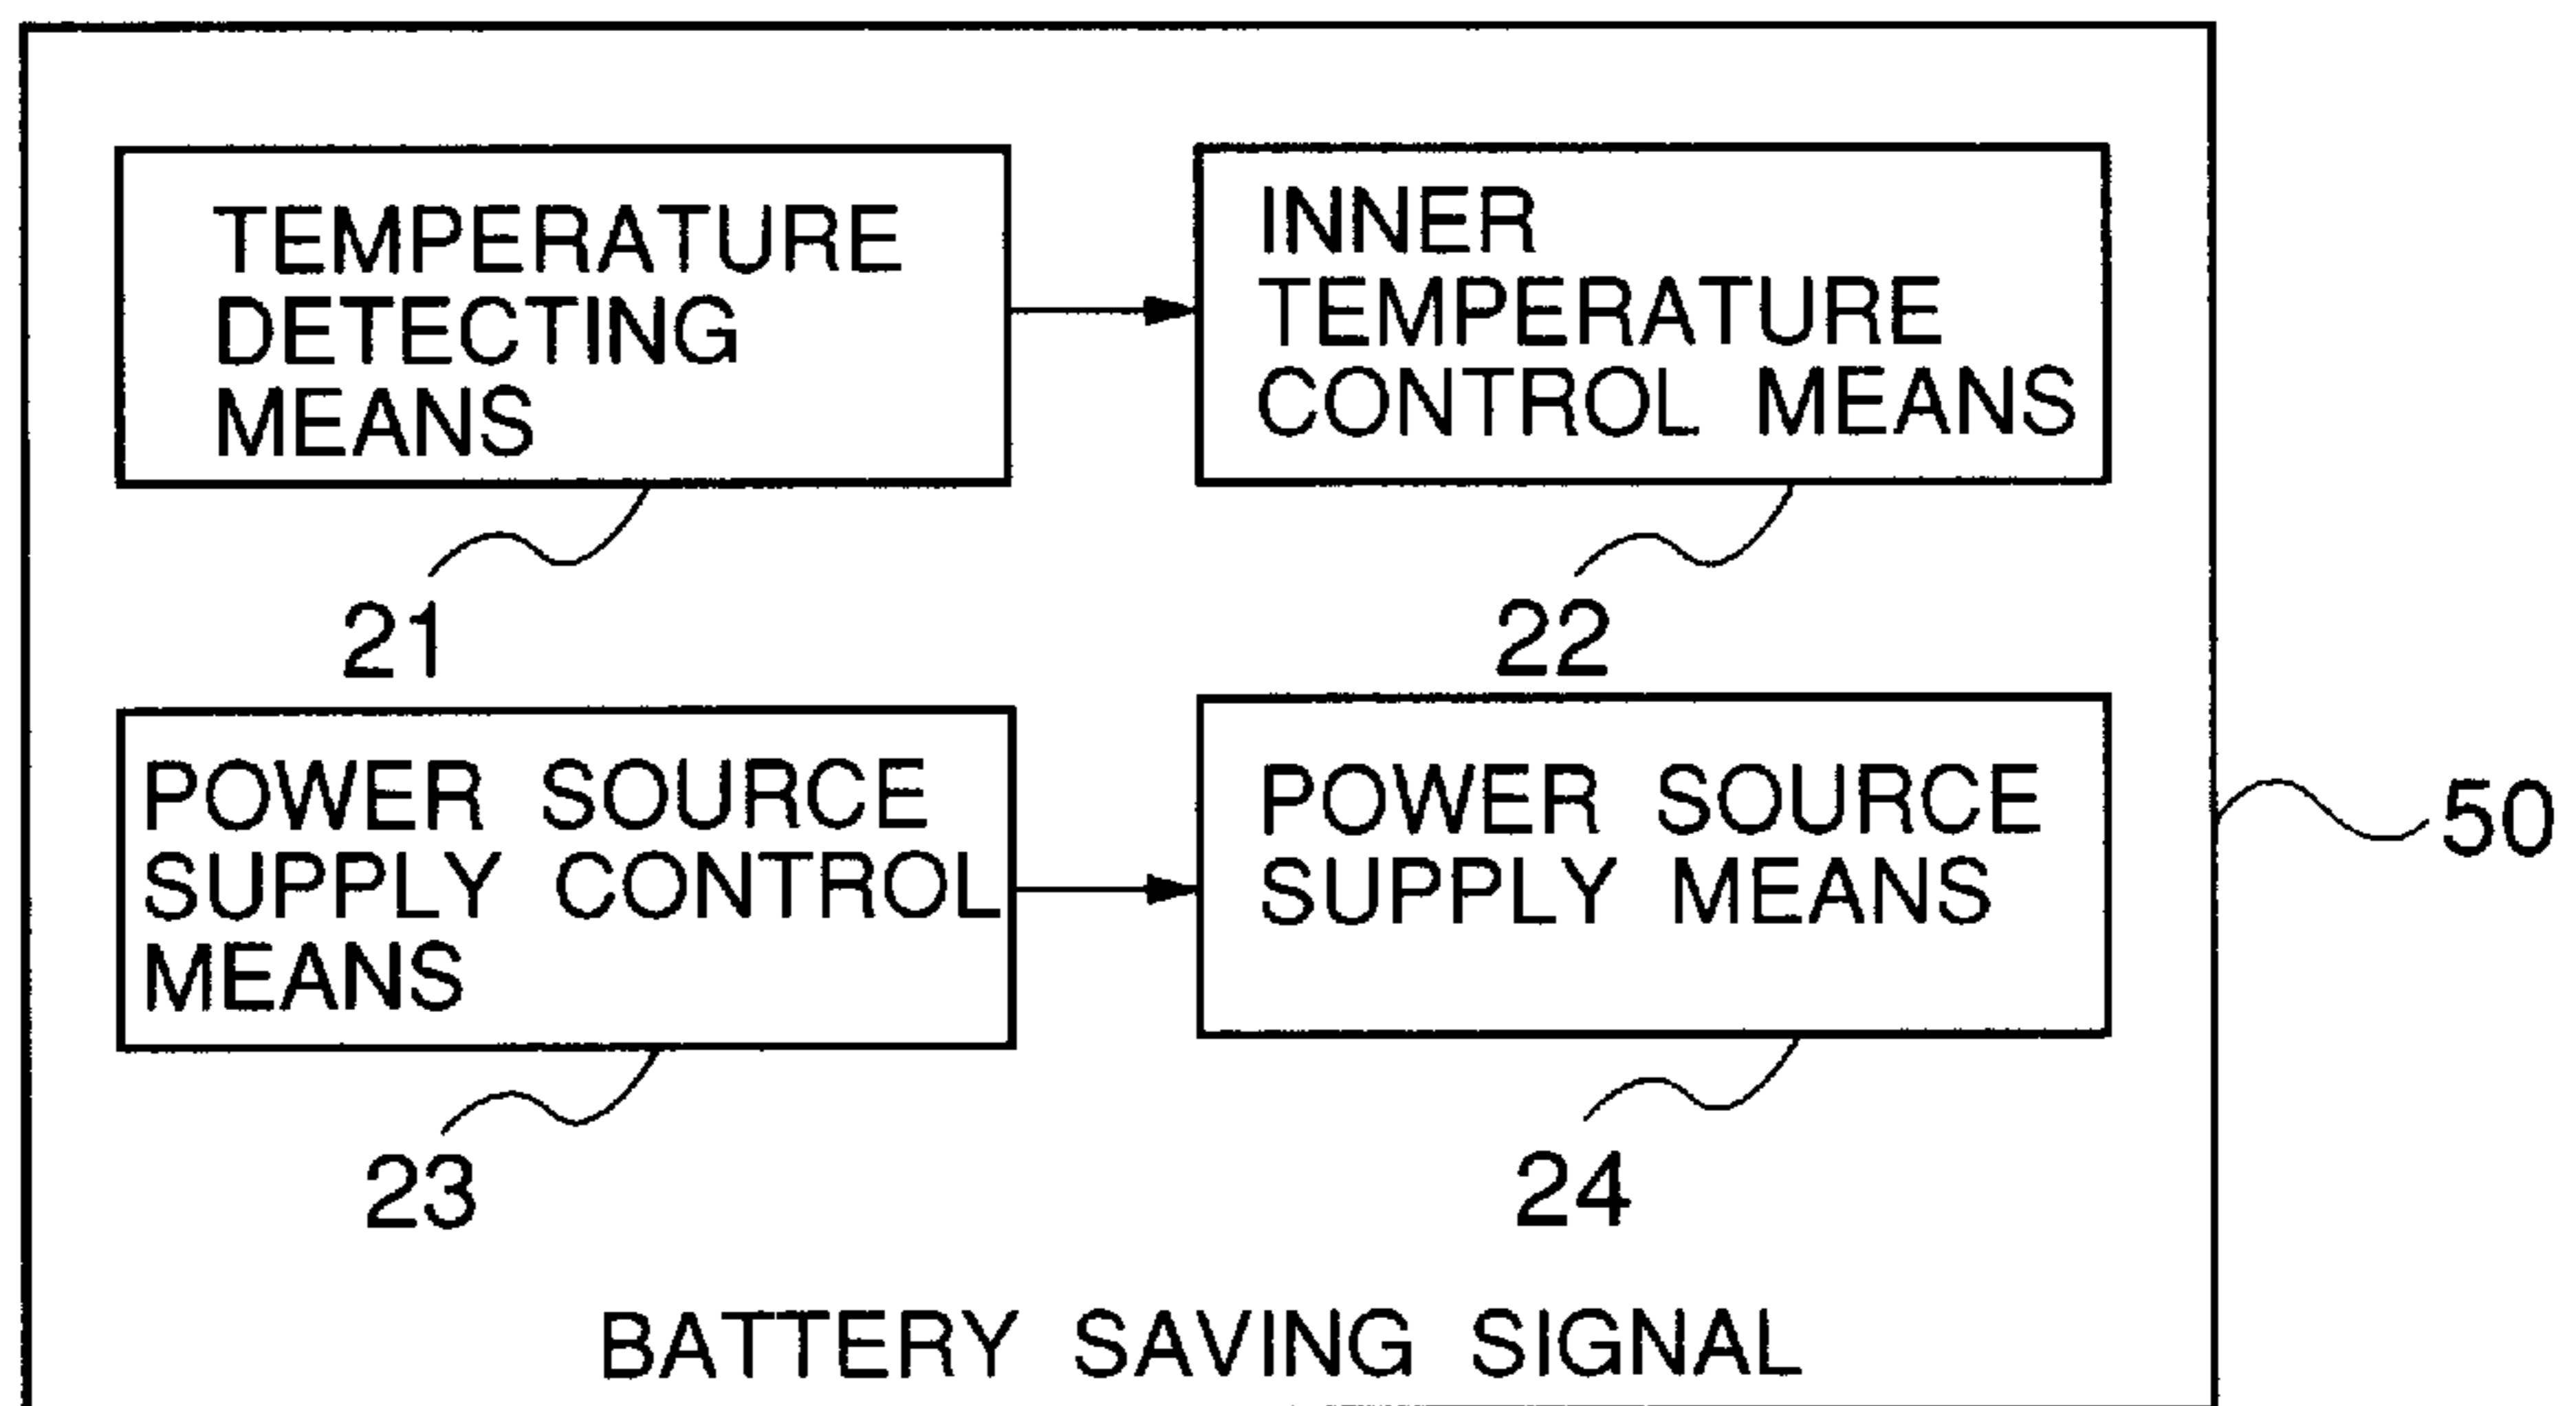 TEMPERATURE
DETECTING
MEANS
INNER
TEMPERATURE
CONTROL MEANS
21
22
POWER SOURCE
SUPPLY CONTROL
MEANS
POWER SOURCE
SUPPLY MEANS
50
23
24
BATTERY SAVING SIGNAL